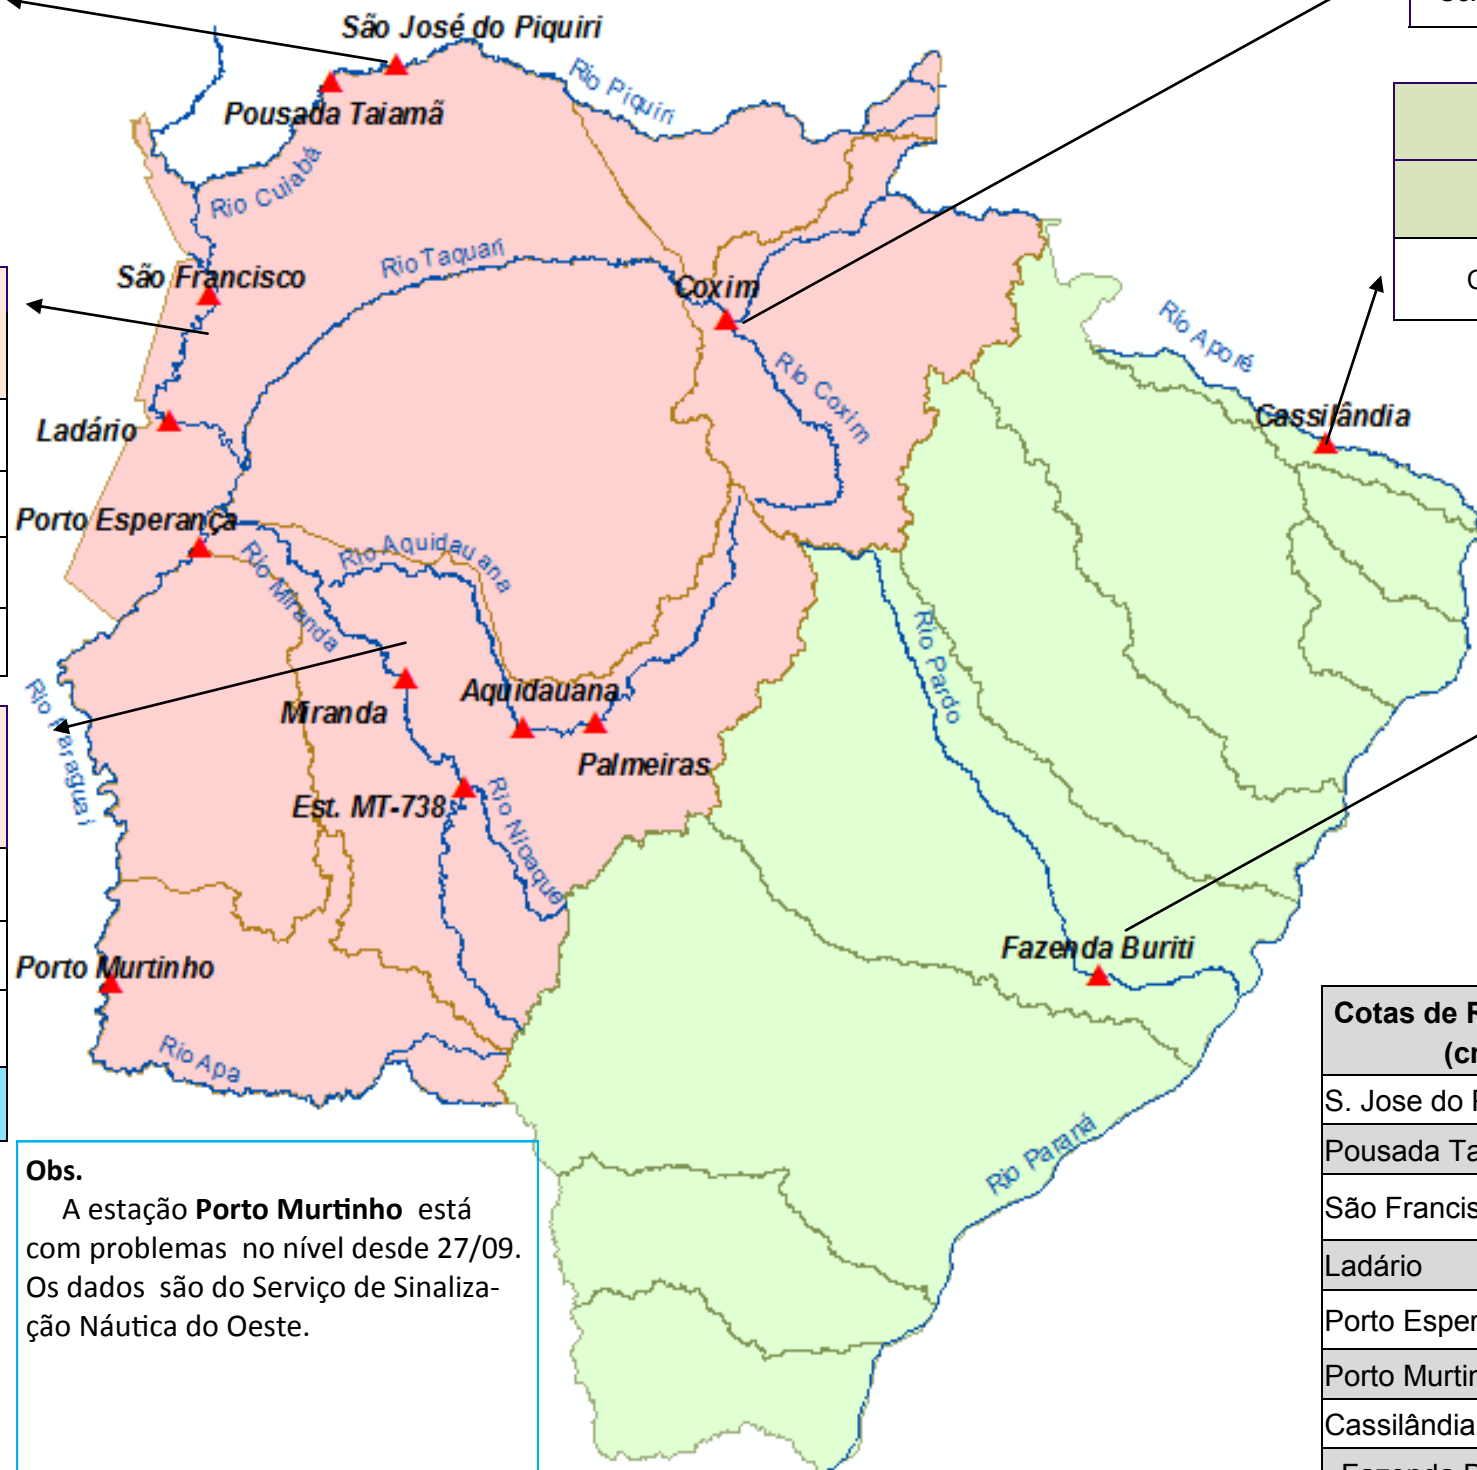 São José do Piquiri
Rio Piquiri
Pousada Taiamã
Rio Cuiabá
São Francisco
Rio Taquari
Coxim
Rio Aporé
Rio Coxim
Cassilândia
Ladário
Porto Esperança
Rio Aquidauana
Rio Miranda
Rio Pardo
Rio Paraguai
Miranda
Aquidauana
Palmeiras
Est. MT-738
Rio Nioaque
Fazenda Buriti
Porto Murtinho
Rio Apa
Rio Paraná
Obs.
A estação Porto Murtinho está
com problemas no nível desde 27/09.
Os dados são do Serviço de Sinaliza-
ção Náutica do Oeste.
Cotas de
S. Jose do
Pousada
São
Ladário
Porto
Porto
Cassilândia